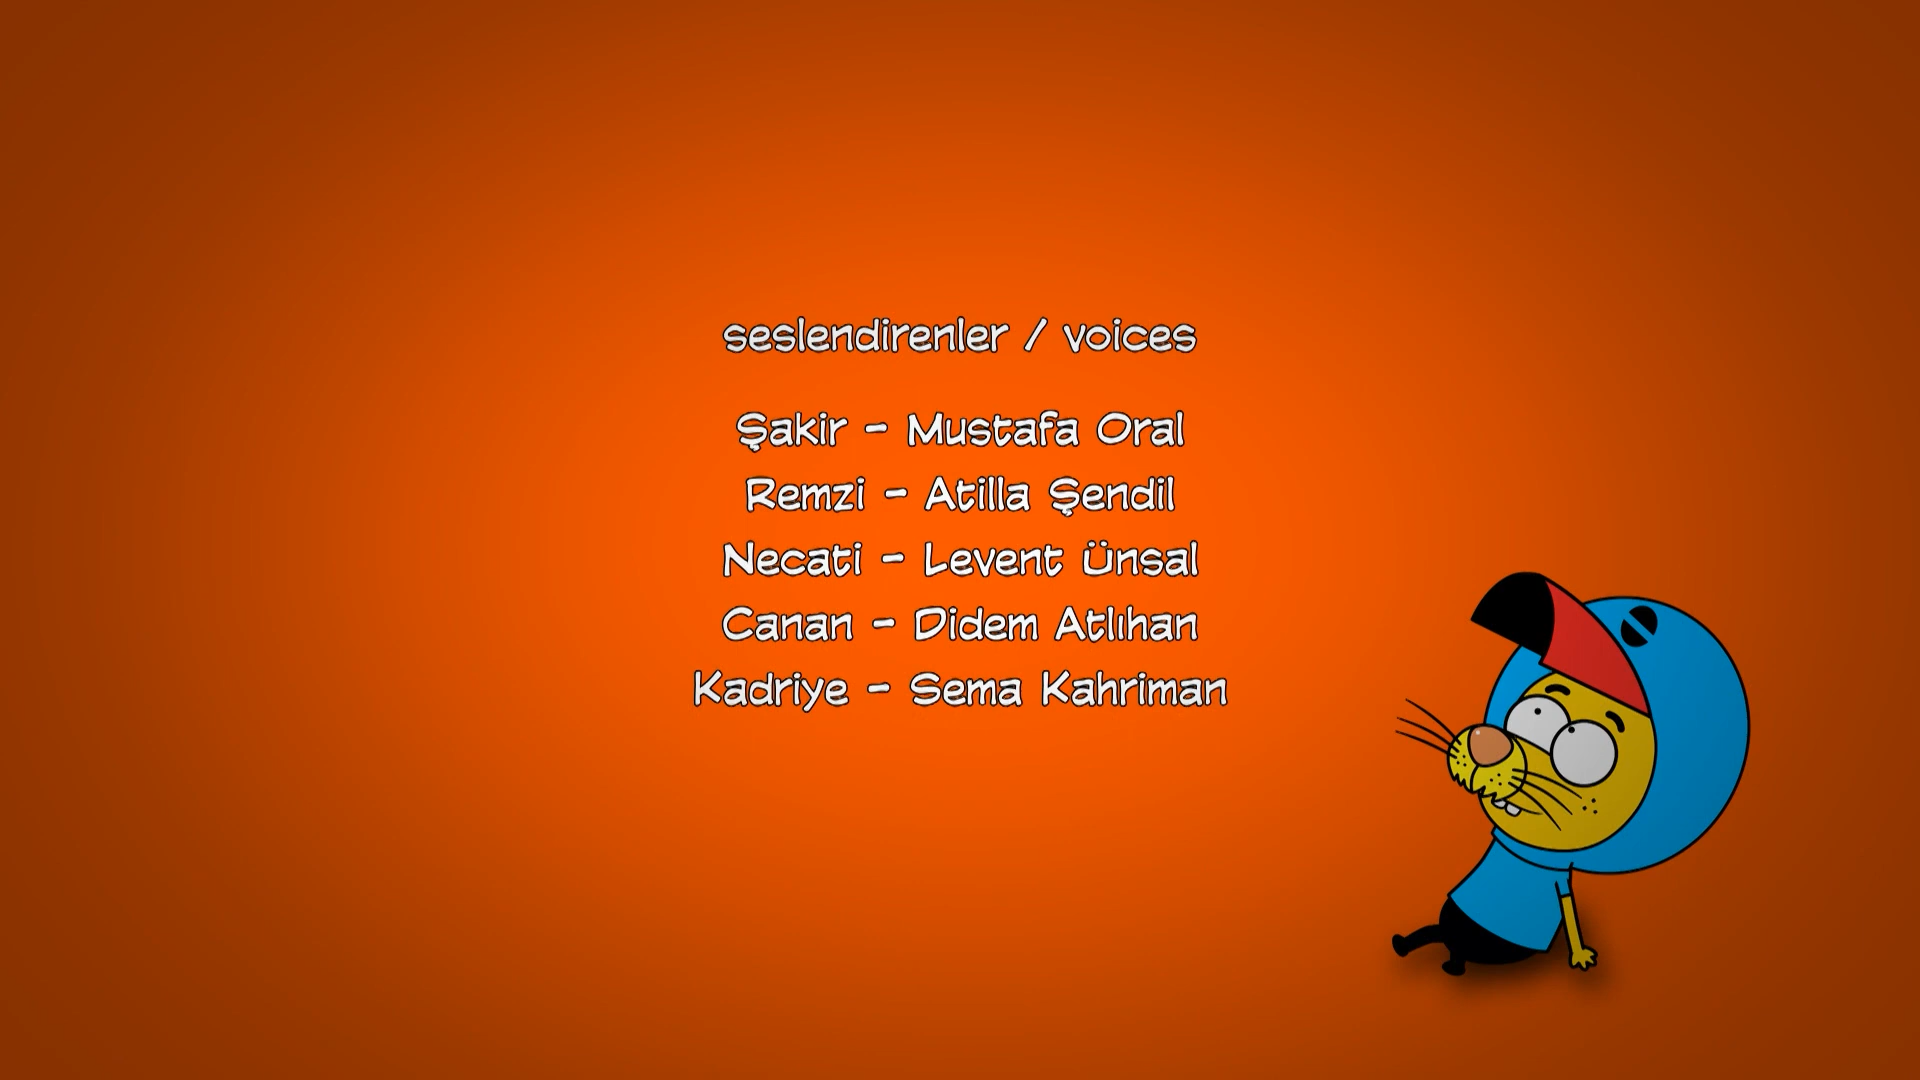 seslendirenler / voices
Şakir - Mustafa Oral
Remzi - Atilla Şendil
Necati - Levent Ünsal
Canan - Didem Atlıhan
Kadriye - Sema Kahriman